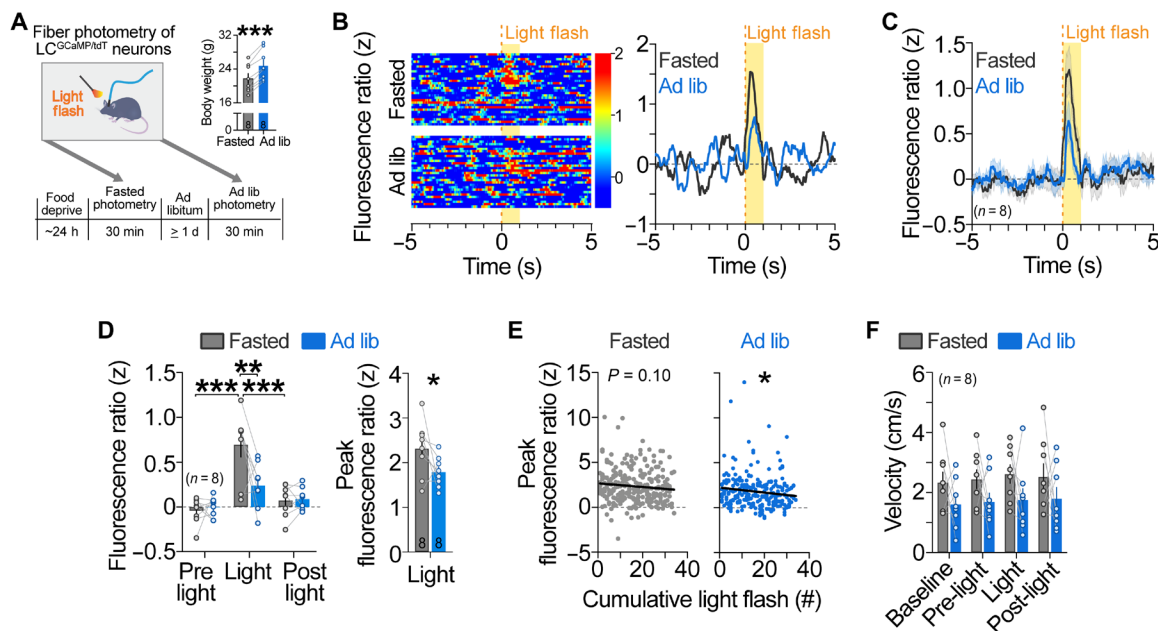 A
Fiber photometry of
LC^GCaMP/tdT neurons
Light
flash
***
Body weight (g)
32
28
24
20
16
8
8
Fasted
Ad lib
Fasted
photometry
Ad lib
photometry
Food
deprive
Ad
libitum
~24 h
30 min
≥ 1 d
30 min
B
Light flash
Fluorescence ratio (z)
Fasted
Ad lib
2
1
0
−5
0
5
Time (s)
Light flash
Fasted
Ad lib
2
1
0
−1
−5
0
5
Time (s)
C
Light flash
Fluorescence ratio (z)
Fasted
Ad lib
1.5
1.0
0.5
0
−0.5
(n = 8)
−5
0
5
Time (s)
D
Fasted
Ad lib
Fluorescence ratio (z)
1.5
1.0
0.5
0
−0.5
**
***
***
(n = 8)
Pre
light
Light
Post
light
Peak
fluorescence ratio (z)
4
3
2
1
0
*
8
8
Light
E
Fasted
Ad lib
P = 0.10
*
Peak
fluorescence ratio (z)
15
10
5
0
−5
0
20
40
0
20
40
Cumulative light flash (#)
F
Fasted
Ad lib
Velocity (cm/s)
6
4
2
0
(n = 8)
Baseline
Pre-light
Light
Post-light